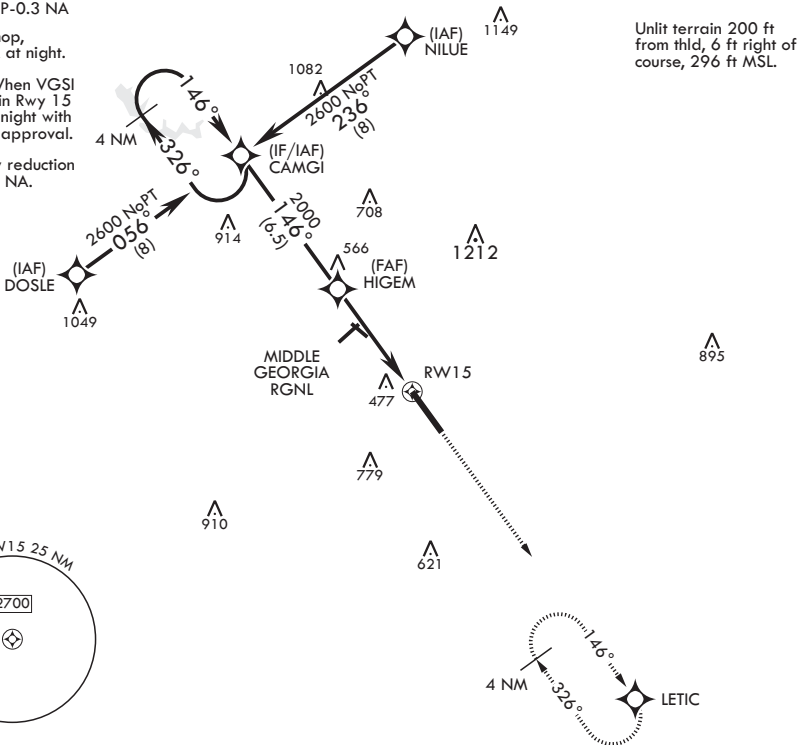 P-0.3 NA
at night.
When VGSI
in Rwy 15
night with
approval.
reduction
NA.
(IAF)
NILUE
1149
Unlit terrain 200 ft
from thld, 6 ft right of
course, 296 ft MSL.
1082
2600 NoPT
236°
(8)
146°
326°
4 NM
(IF/IAF)
CAMGI
2600 NoPT
056°
(8)
914
2000
146°
(6.5)
708
1212
(IAF)
DOSLE
1049
566
(FAF)
HIGEM
MIDDLE
GEORGIA
RGNL
RW15
477
895
779
910
621
W15 25 NM
2700
146°
326°
4 NM
LETIC